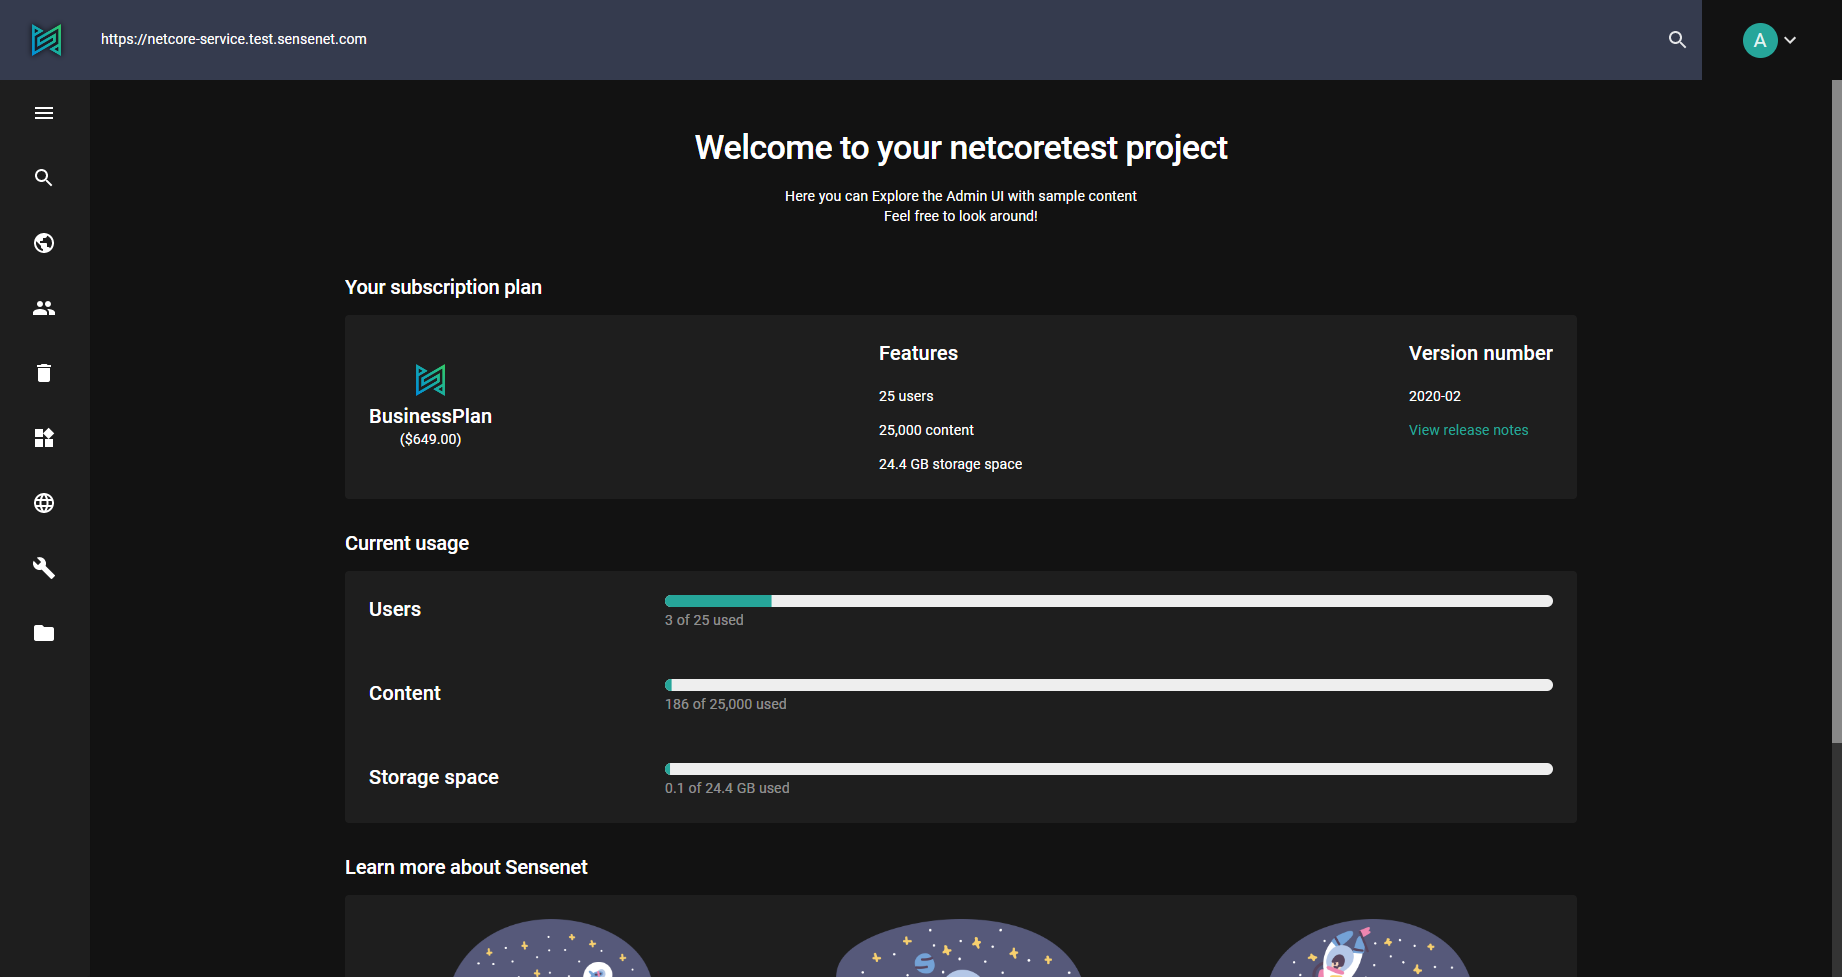 https://netcore-service.test.sensenet.com
A
Welcome to your netcoretest project
Here you can Explore the Admin UI with sample content
Feel free to look around!
Your subscription plan
BusinessPlan
($649.00)
Features
25 users
25,000 content
24.4 GB storage space
Version number
2020-02
View release notes
Current usage
Users
3 of 25 used
Content
186 of 25,000 used
Storage space
0.1 of 24.4 GB used
Learn more about Sensenet